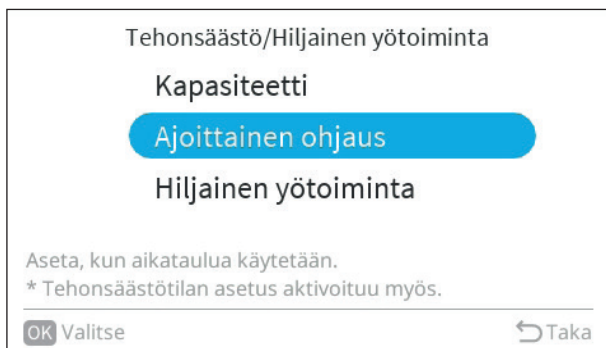 Tehonsäästö/Hiljainen yötoiminta
Kapasiteetti
Ajoittainen ohjaus
Hiljainen yötoiminta
Aseta, kun aikataulua käytetään.
* Tehonsäästötilan asetus aktivoituu myös.
OK Valitse
Taka